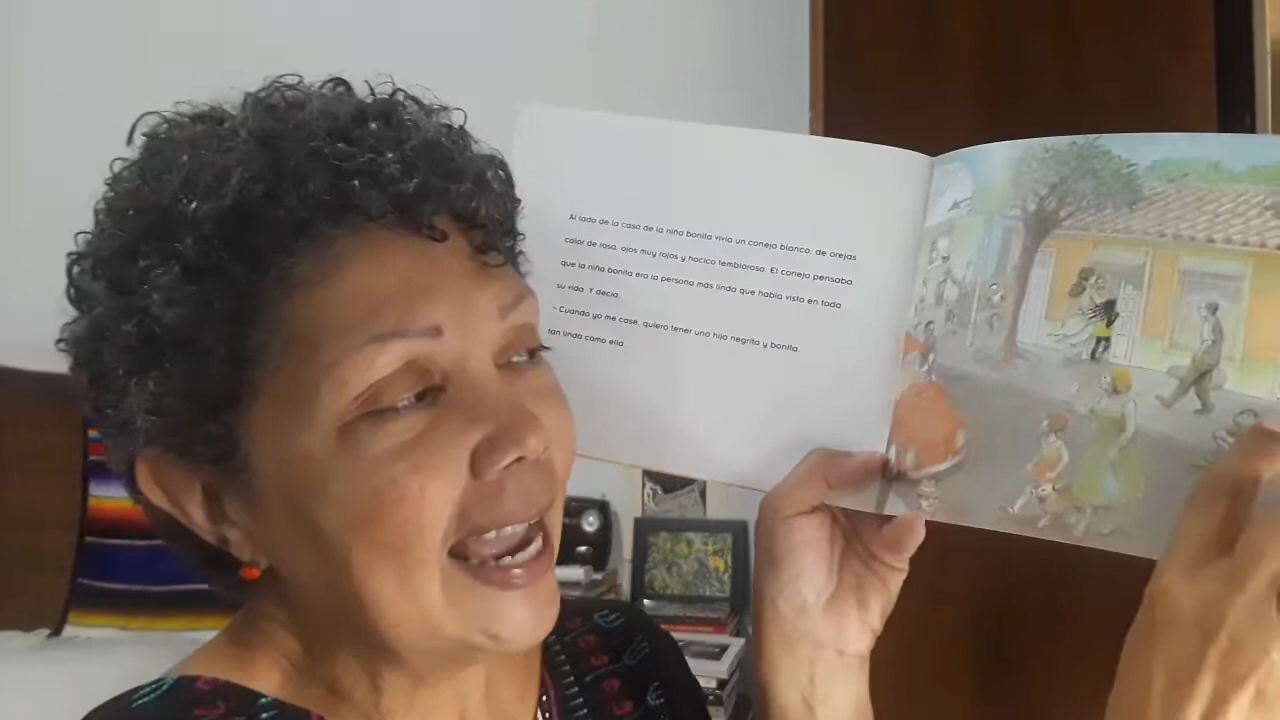 Al lado de la casa de la niña bonita vivía un conejo blanco, de orejas
color de rosa, ojos muy rojos y hocico tembloroso. El conejo pensaba
que la niña bonita era la persona más linda que había visto en toda
su vida. Y decía:
- Cuando yo me case, quiero tener una hija negrita y bonita,
tan linda como ella.